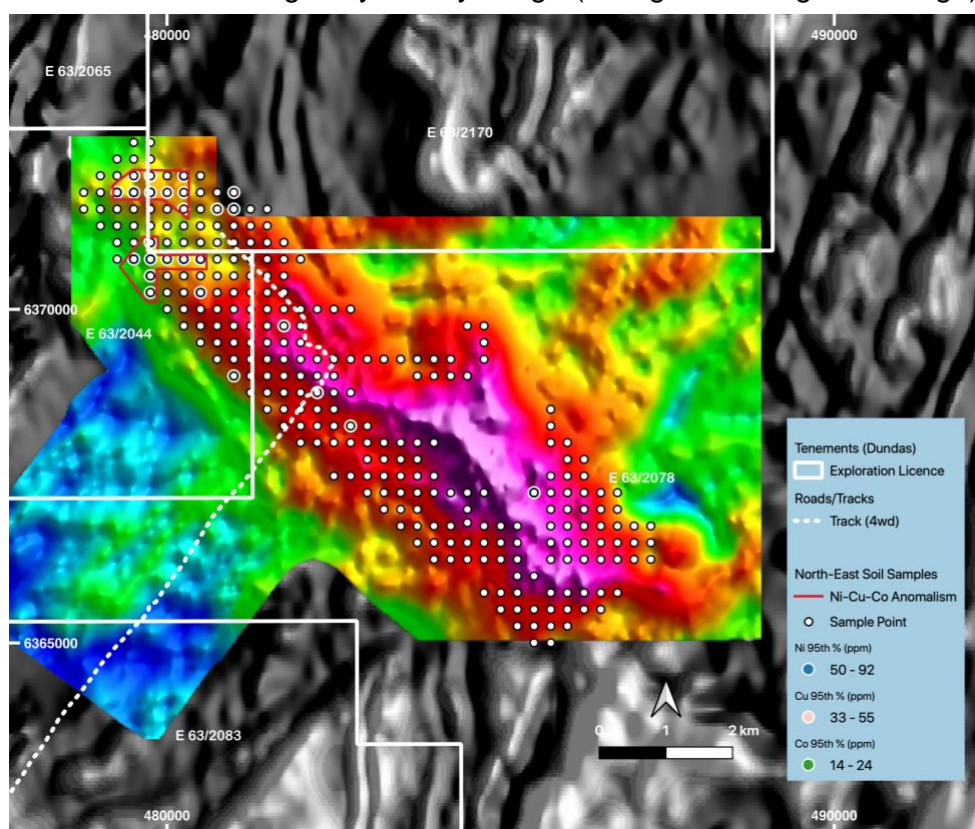 480000
490000
E 63/2065
E 63/2170
6370000
E 63/2044
E 63/2078
6365000
E 63/2083
0 1 2 km
480000
490000
Tenements (Dundas)
Exploration Licence
Roads/Tracks
Track (4wd)
North-East Soil Samples
Ni-Cu-Co Anomalism
Sample Point
Ni 95th % (ppm)
50 - 92
Cu 95th % (ppm)
33 - 55
Co 95th % (ppm)
14 - 24